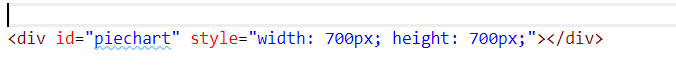 <div id="piechart" style="width: 700px; height: 700px;"></div>